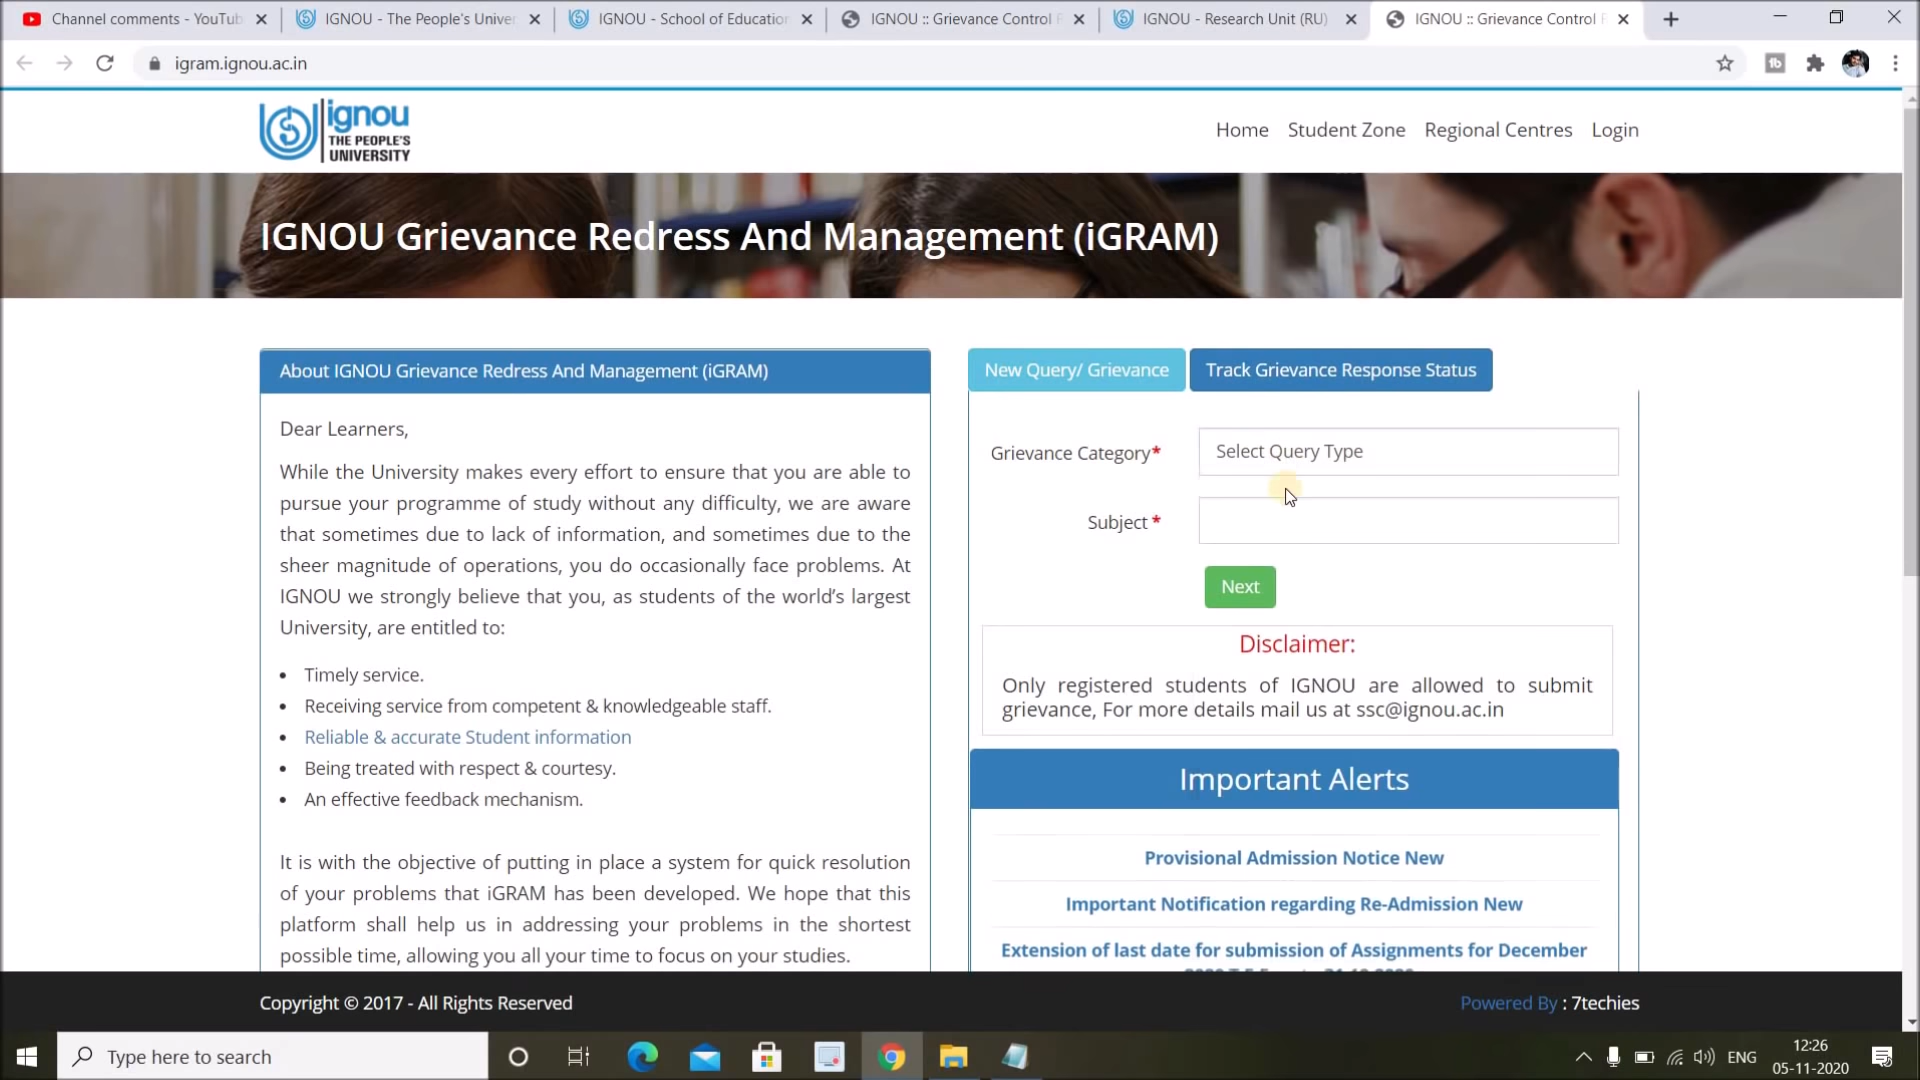 Channel comments - YouTub
IGNOU - The People's Univer
IGNOU - School of Education
IGNOU :: Grievance Control
IGNOU - Research Unit (RU)
IGNOU :: Grievance Control
igram.ignou.ac.in
ignou
THE PEOPLE'S
UNIVERSITY
Home Student Zone Regional Centres Login
IGNOU Grievance Redress And Management (iGRAM)
About IGNOU Grievance Redress And Management (iGRAM)
Dear Learners,
While the University makes every effort to ensure that you are able to
pursue your programme of study without any difficulty, we are aware
that sometimes due to lack of information, and sometimes due to the
sheer magnitude of operations, you do occasionally face problems. At
IGNOU we strongly believe that you, as students of the world’s largest
University, are entitled to:
• Timely service.
• Receiving service from competent & knowledgeable staff.
• Reliable & accurate Student information
• Being treated with respect & courtesy.
• An effective feedback mechanism.
It is with the objective of putting in place a system for quick resolution
of your problems that iGRAM has been developed. We hope that this
platform shall help us in addressing your problems in the shortest
possible time, allowing you all your time to focus on your studies.
New Query/ Grievance
Track Grievance Response Status
Grievance Category*
Select Query Type
Subject *
Next
Disclaimer:
Only registered students of IGNOU are allowed to submit
grievance, For more details mail us at ssc@ignou.ac.in
Important Alerts
Provisional Admission Notice New
Important Notification regarding Re-Admission New
Extension of last date for submission of Assignments for December
Copyright © 2017 - All Rights Reserved
Powered By : 7techies
Type here to search
ENG
12:26
05-11-2020